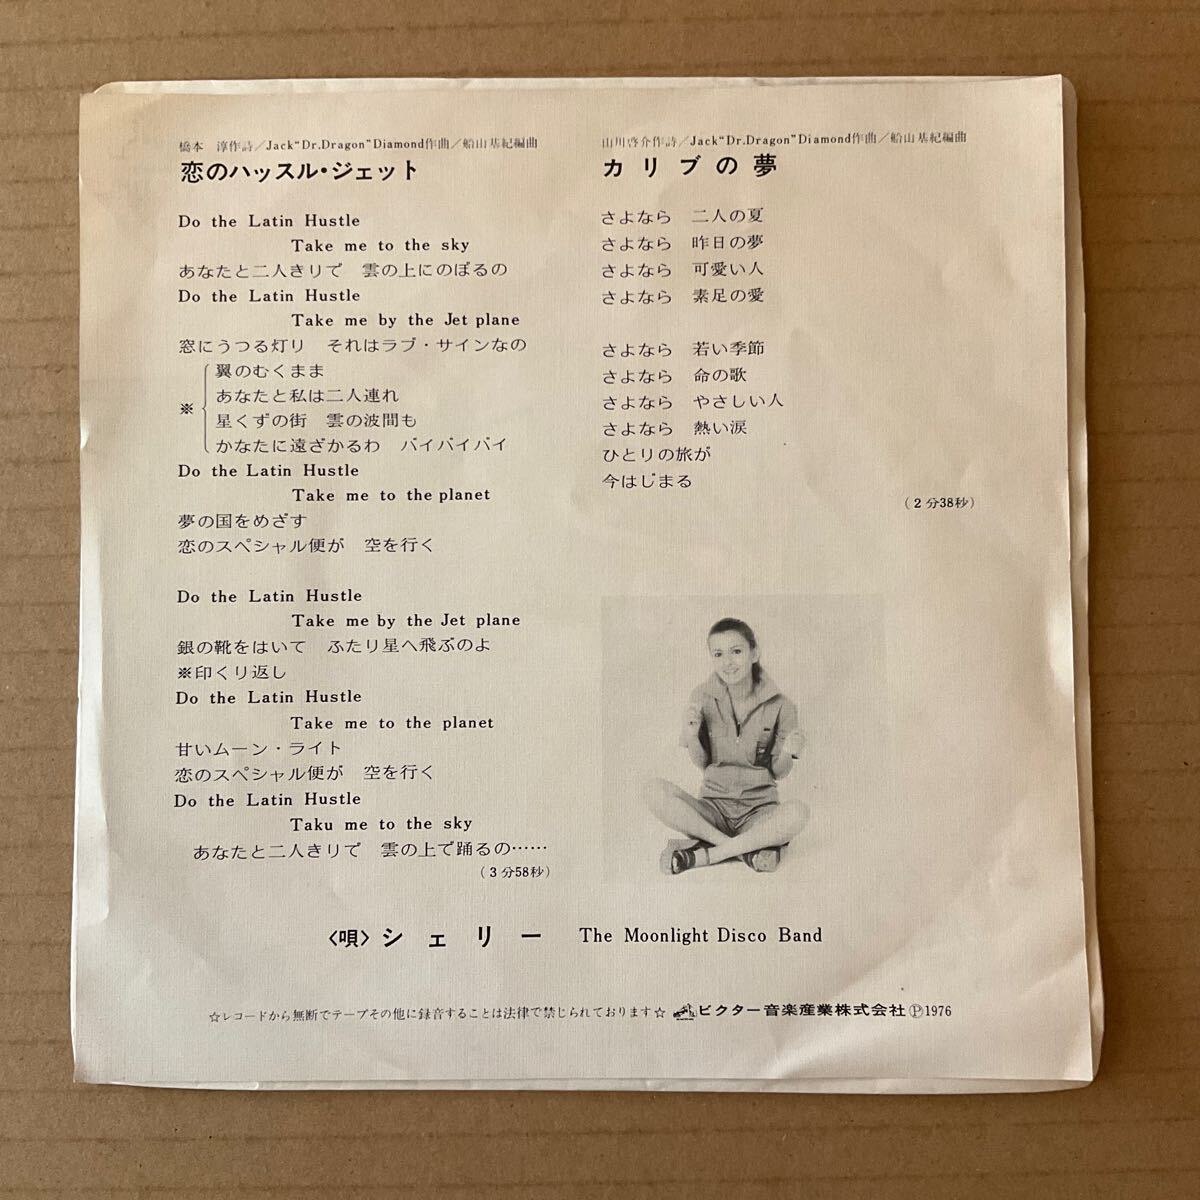 橋本 淳作詩／Jack“Dr.Dragon”Diamond作曲／船山基紀編曲
恋のハッスル・ジェット
Do the Latin Hustle
Take me to the sky
あなたと二人きりで 雲の上にのぼるの
Do the Latin Hustle
Take me by the Jet plane
窓にうつる灯り それはラブ・サインなの
※
翼のむくまま
あなたと私は二人連れ
星くずの街 雲の波間も
かなたに遠ざかるわ バイバイバイ
Do the Latin Hustle
Take me to the planet
夢の国をめざす
恋のスペシャル便が 空を行く
Do the Latin Hustle
Take me by the Jet plane
銀の靴をはいて ふたり星へ飛ぶのよ
※印くり返し
Do the Latin Hustle
Take me to the planet
甘いムーン・ライト
恋のスペシャル便が 空を行く
Do the Latin Hustle
Taku me to the sky
あなたと二人きりで 雲の上で踊るの……
（3分58秒）
山川啓介作詩／Jack“Dr.Dragon”Diamond作曲／船山基紀編曲
カリブの夢
さよなら 二人の夏
さよなら 昨日の夢
さよなら 可愛い人
さよなら 素足の愛
さよなら 若い季節
さよなら 命の歌
さよなら やさしい人
さよなら 熱い涙
ひとりの旅が
今はじまる
（2分38秒）
〈唄〉シェリー The Moonlight Disco Band
☆レコードから無断でテープその他に録音することは法律で禁じられております☆ ビクター音楽産業株式会社Ⓟ1976